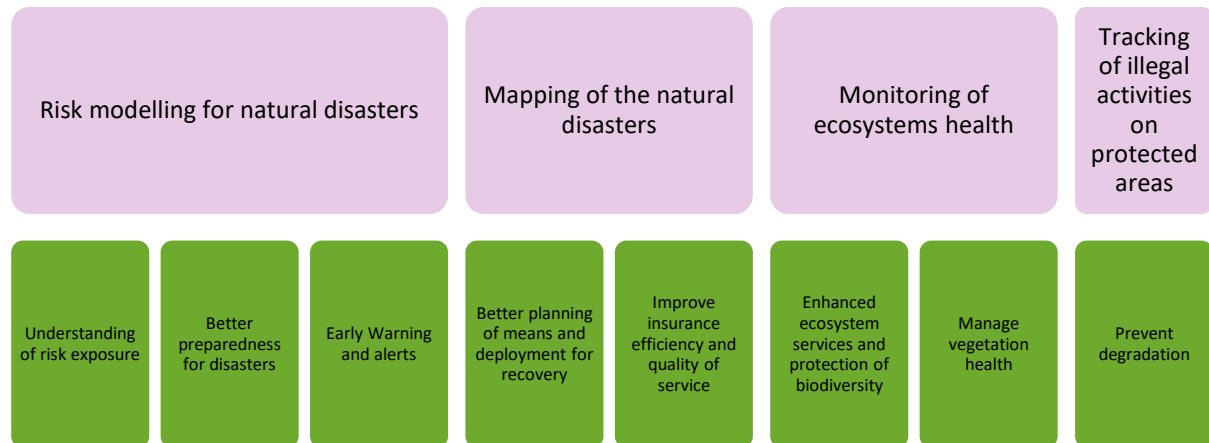 Risk modelling for natural disasters
Mapping of the natural
disasters
Monitoring of
ecosystems health
Tracking
of illegal
activities
on
protected
areas
Understanding
of risk exposure
Better
preparedness
for disasters
Early Warning
and alerts
Better planning
of means and
deployment for
recovery
Improve
insurance
efficiency and
quality of
service
Enhanced
ecosystem
services and
protection of
biodiversity
Manage
vegetation
health
Prevent
degradation